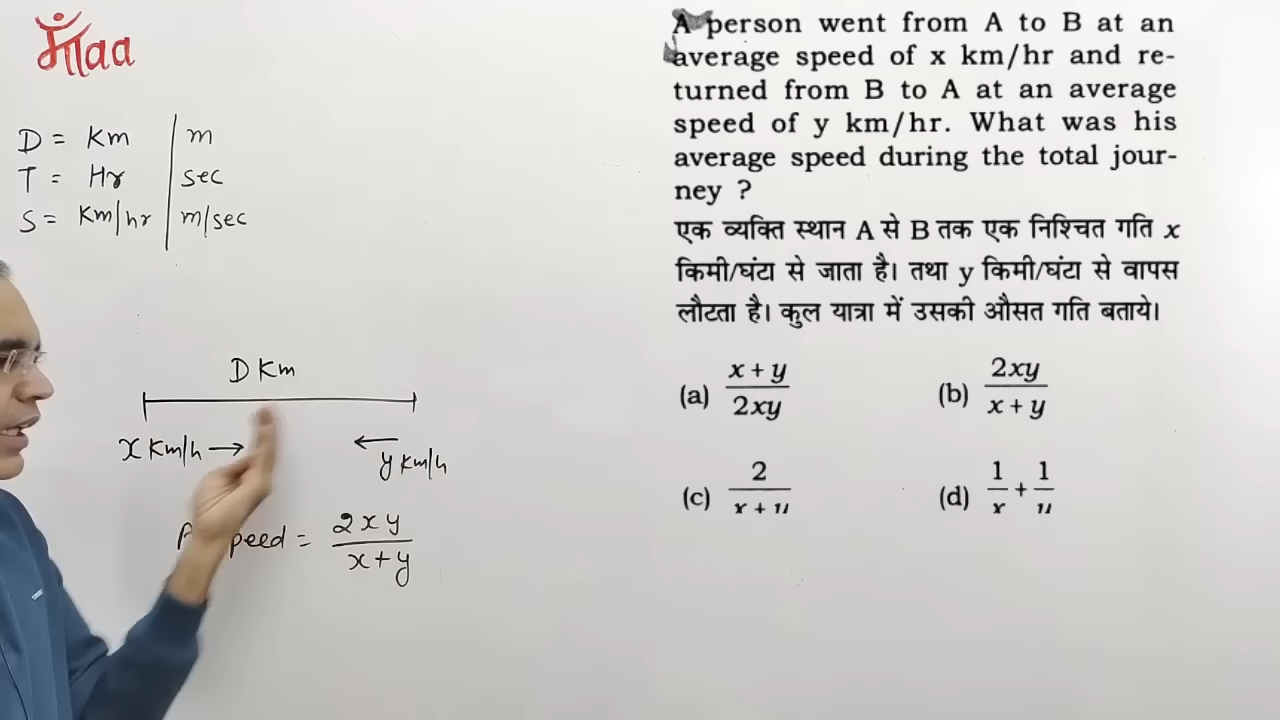 माँaa
D = Km | m
T = Hr | sec
S = Km/hr | m/sec
D Km
x Km/h →
← y Km/h
= 2xy / x+y
A person went from A to B at an
average speed of x km/hr and re-
turned from B to A at an average
speed of y km/hr. What was his
average speed during the total jour-
ney ?
एक व्यक्ति स्थान A से B तक एक निश्चित गति x
किमी/घंटा से जाता है। तथा y किमी/घंटा से वापस
लौटता है। कुल यात्रा में उसकी औसत गति बताये।
(a) x + y / 2xy (b) 2xy / x + y
(c) 2 / x + y (d) 1/x + 1/y